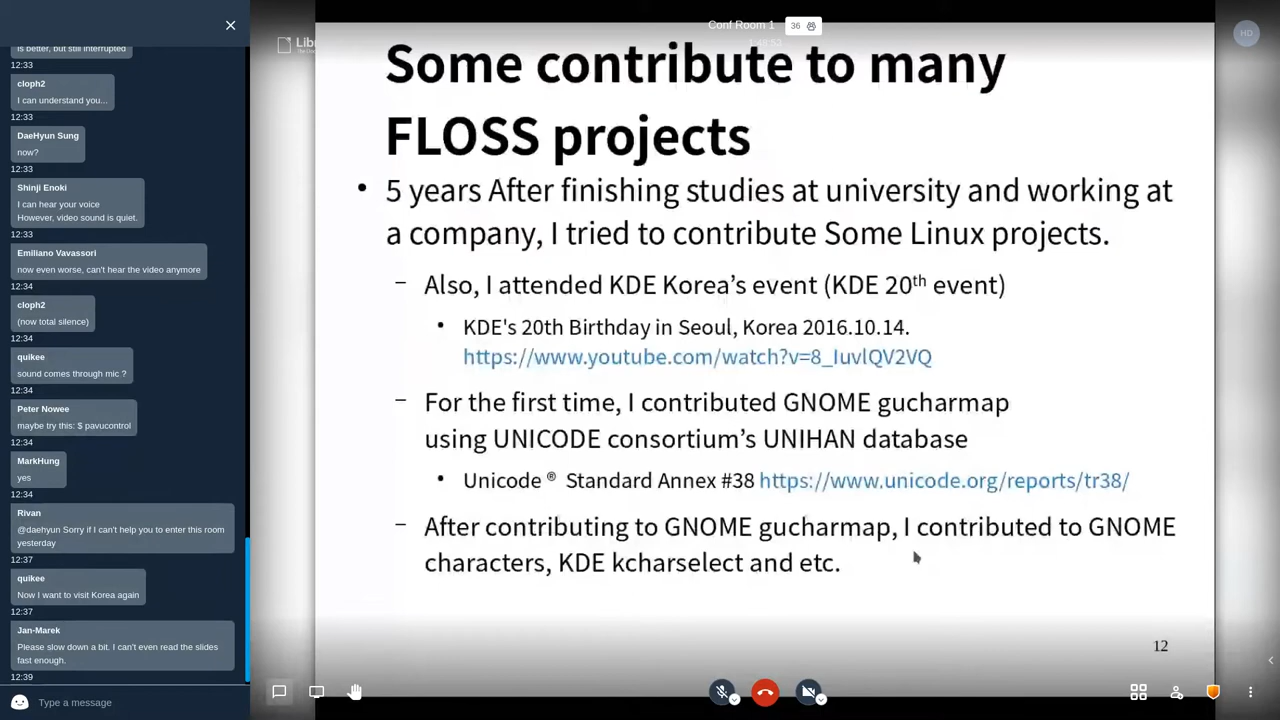 is better, but still interrupted
12:33
cloph2
I can understand you...
12:33
DaeHyun Sung
now?
12:33
Shinji Enoki
I can hear your voice
However, video sound is quiet.
12:33
Emiliano Vavassori
now even worse, can't hear the video anymore
12:34
cloph2
(now total silence)
12:34
quikee
sound comes through mic ?
12:34
Peter Nowee
maybe try this: $ pavucontrol
12:34
MarkHung
yes
12:34
Rivan
@daehyun Sorry if I can't help you to enter this room
yesterday
12:37
quikee
Now I want to visit Korea again
12:37
Jan-Marek
Please slow down a bit. I can't even read the slides
fast enough.
12:39
Type a message
Conf Room 1
36
HD
Some contribute to many
FLOSS projects
• 5 years After finishing studies at university and working at
a company, I tried to contribute Some Linux projects.
– Also, I attended KDE Korea’s event (KDE 20th event)
• KDE's 20th Birthday in Seoul, Korea 2016.10.14.
https://www.youtube.com/watch?v=8_IuvlQV2VQ
– For the first time, I contributed GNOME gucharmap
using UNICODE consortium’s UNIHAN database
• Unicode ® Standard Annex #38 https://www.unicode.org/reports/tr38/
– After contributing to GNOME gucharmap, I contributed to GNOME
characters, KDE kcharselect and etc.
12